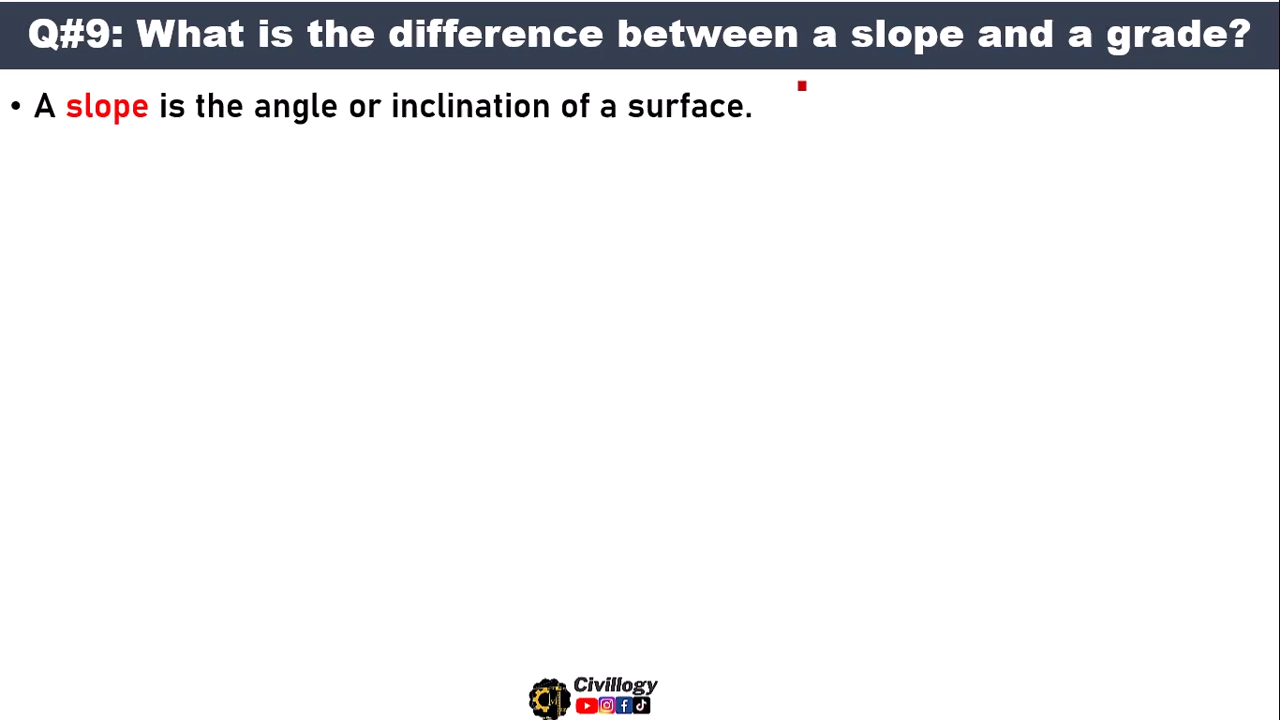 Q#9: What is the difference between a slope and a grade?
• A slope is the angle or inclination of a surface.
Civillogy